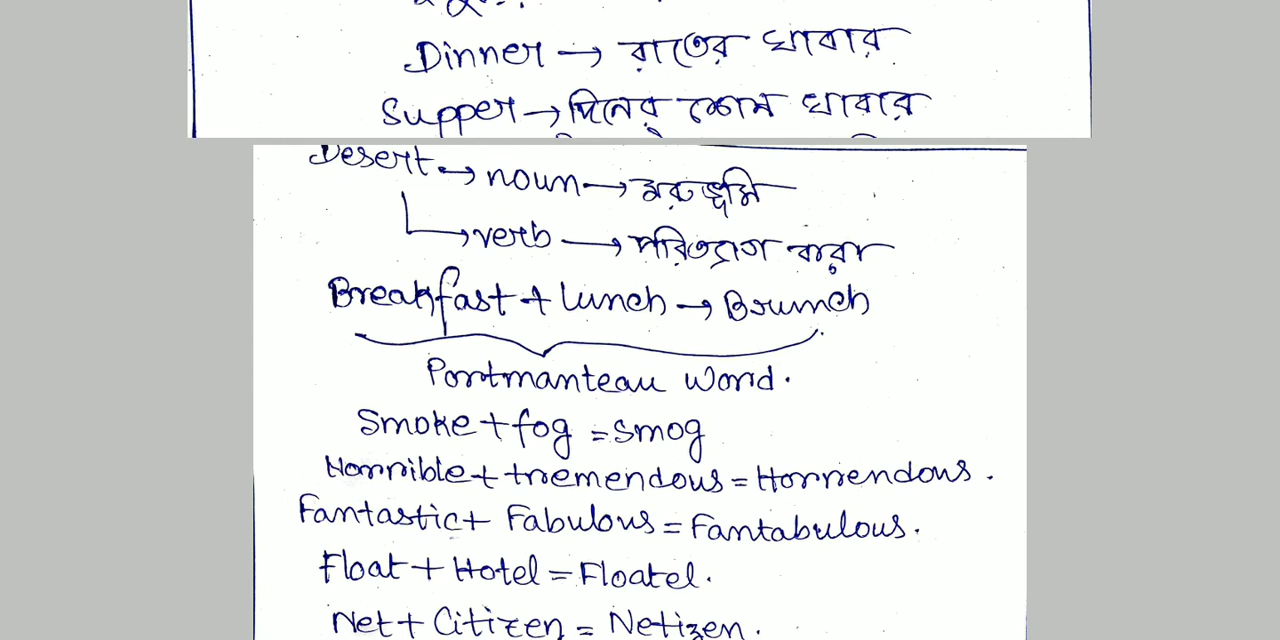 Dinner → রাতের খাবার
Supper → দিনের শেষ খাবার
Desert → noun → মরুভূমি
→ verb → পরিত্যাগ করা
Breakfast + lunch → Brunch
Portmanteau word.
Smoke + fog = smog
Horrible + tremendous = Horrendous.
Fantastic + Fabulous = Fantabulous.
Float + Hotel = Floatel.
Net + Citizen = Netizen.